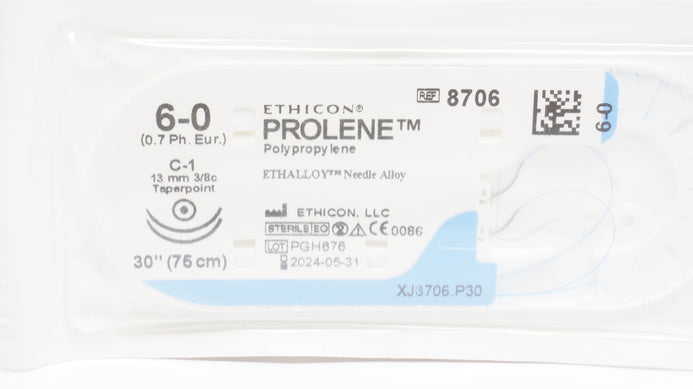 6-0
(0.7 Ph. Eur.)
C-1
13 mm 3/8c
Taperpoint
30" (75 cm)
ETHICON®
PROLENE™
Polypropylene
ETHALLOY™ Needle Alloy
ETHICON, LLC
STERILE EO CE 0086
LOT PGH676
2024-05-31
REF 8706
6-0
XJ8706.P30